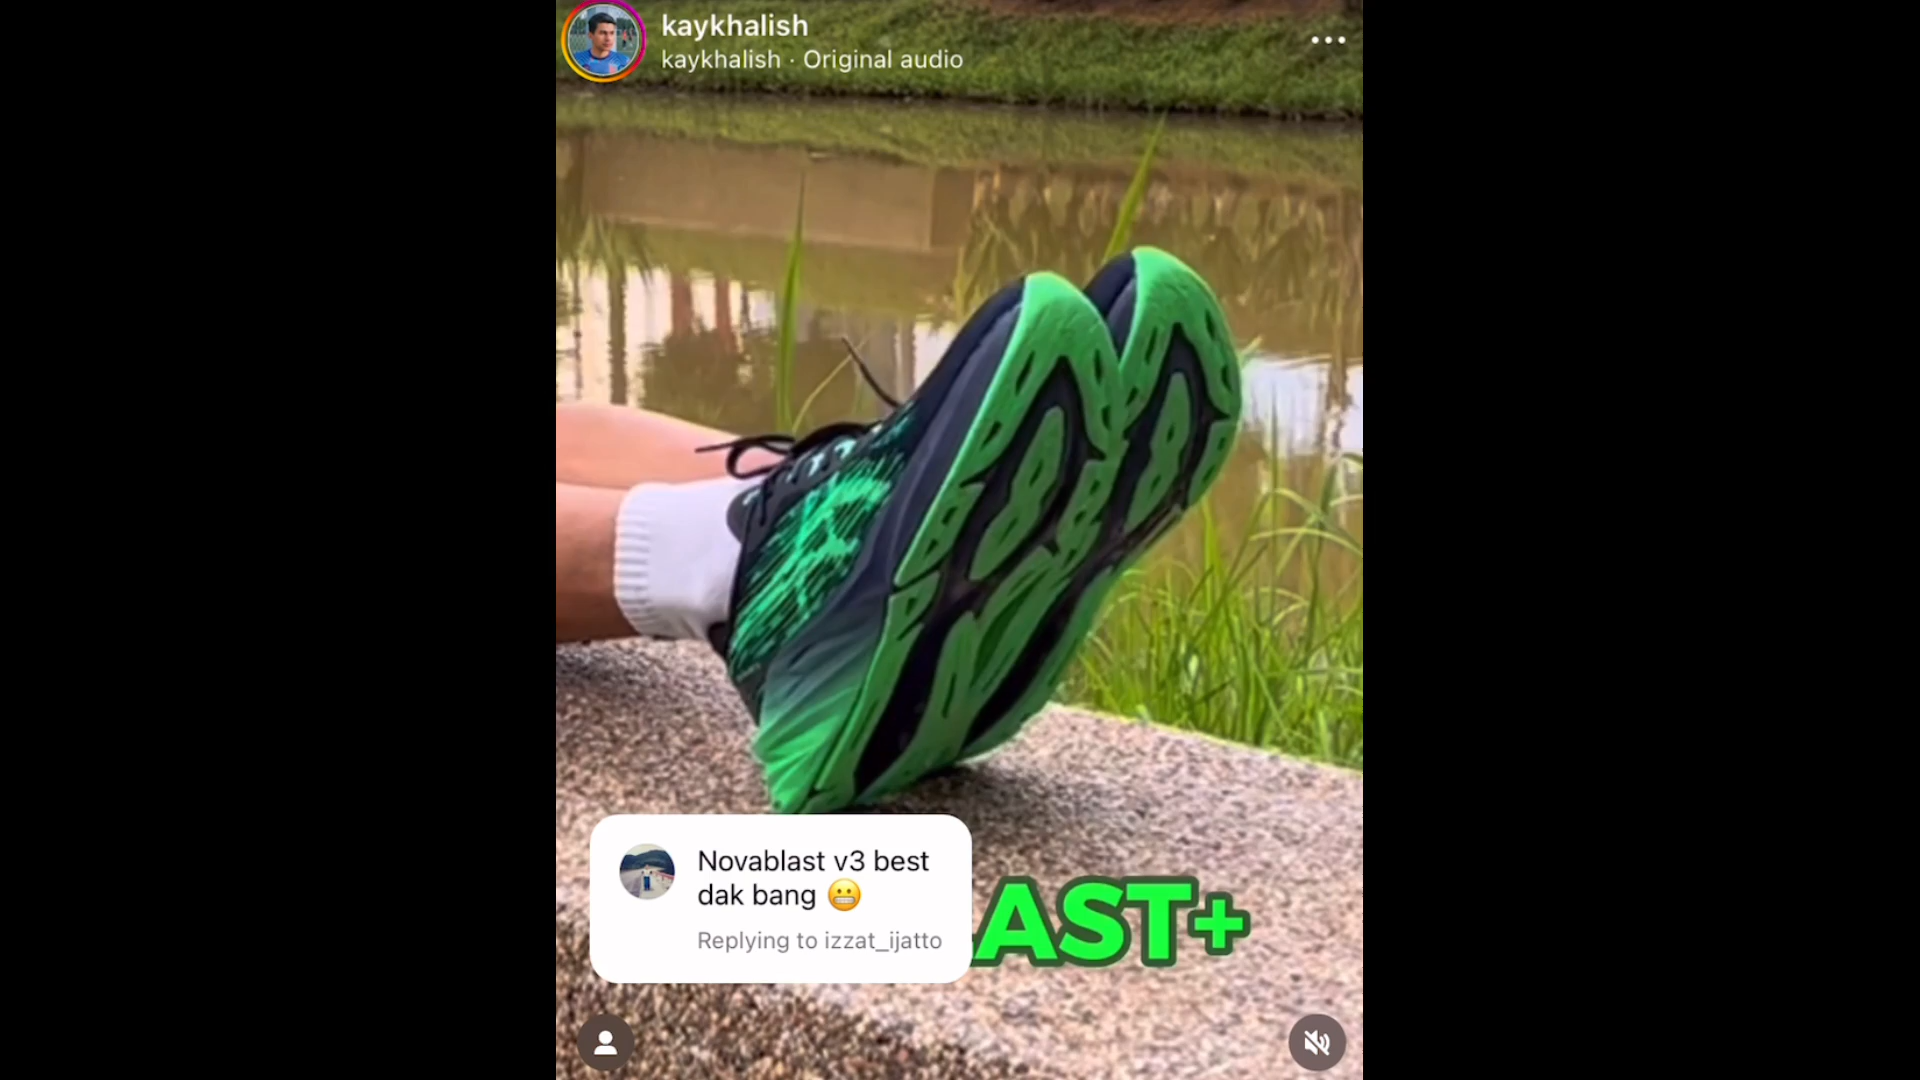 kaykhalish
kaykhalish · Original audio
Novablast v3 best
dak bang 😬
Replying to izzat_ijatto
AST+